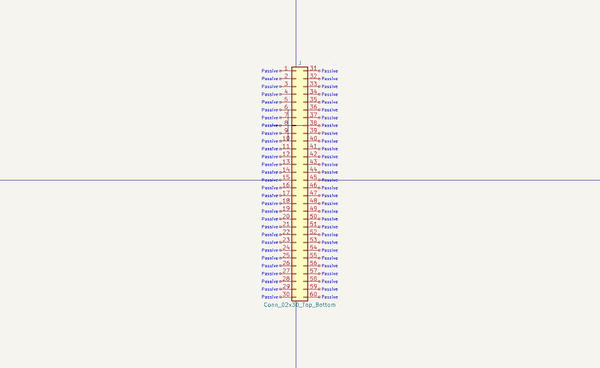 J
Passive 1 31 Passive
Passive 2 32 Passive
Passive 3 33 Passive
Passive 4 34 Passive
Passive 5 35 Passive
Passive 6 36 Passive
Passive 7 37 Passive
Passive 8 38 Passive
Passive 9 39 Passive
Passive 10 40 Passive
Passive 11 41 Passive
Passive 12 42 Passive
Passive 13 43 Passive
Passive 14 44 Passive
Passive 15 45 Passive
Passive 16 46 Passive
Passive 17 47 Passive
Passive 18 48 Passive
Passive 19 49 Passive
Passive 20 50 Passive
Passive 21 51 Passive
Passive 22 52 Passive
Passive 23 53 Passive
Passive 24 54 Passive
Passive 25 55 Passive
Passive 26 56 Passive
Passive 27 57 Passive
Passive 28 58 Passive
Passive 29 59 Passive
Passive 30 60 Passive
Conn_02x30_Top_Bottom